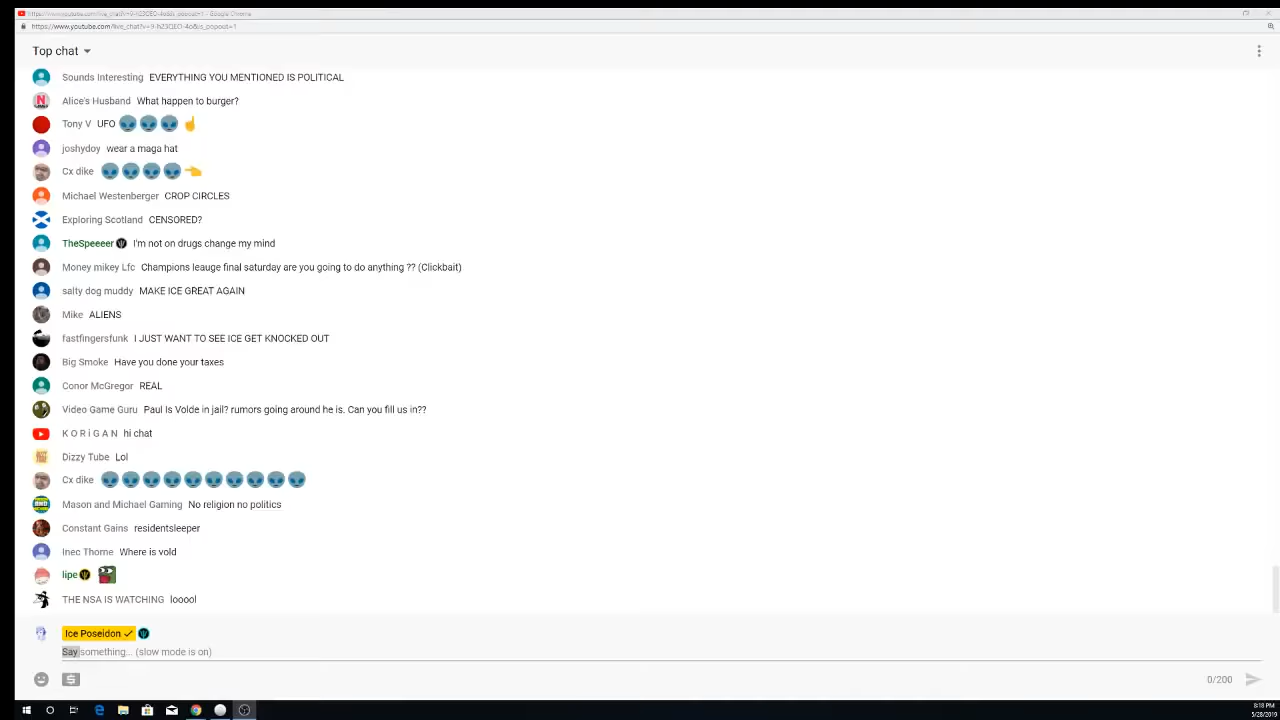 Top chat
Sounds Interesting EVERYTHING YOU MENTIONED IS POLITICAL
Alice's Husband What happen to burger?
Tony V UFO
joshydoy wear a maga hat
Cx dike
Michael Westenberger CROP CIRCLES
Exploring Scotland CENSORED?
TheSpeeeer I'm not on drugs change my mind
Money mikey Lfc Champions leauge final saturday are you going to do anything ?? (Clickbait)
salty dog muddy MAKE ICE GREAT AGAIN
Mike ALIENS
fastfingersfunk I JUST WANT TO SEE ICE GET KNOCKED OUT
Big Smoke Have you done your taxes
Conor McGregor REAL
Video Game Guru Paul Is Volde in jail? rumors going around he is. Can you fill us in??
K O R i G A N hi chat
Dizzy Tube Lol
Cx dike
Mason and Michael Gaming No religion no politics
Constant Gains residentsleeper
Inec Thorne Where is vold
lipe
THE NSA IS WATCHING looool
Ice Poseidon
Say something... (slow mode is on)
0/200
8:18 PM
5/28/2019